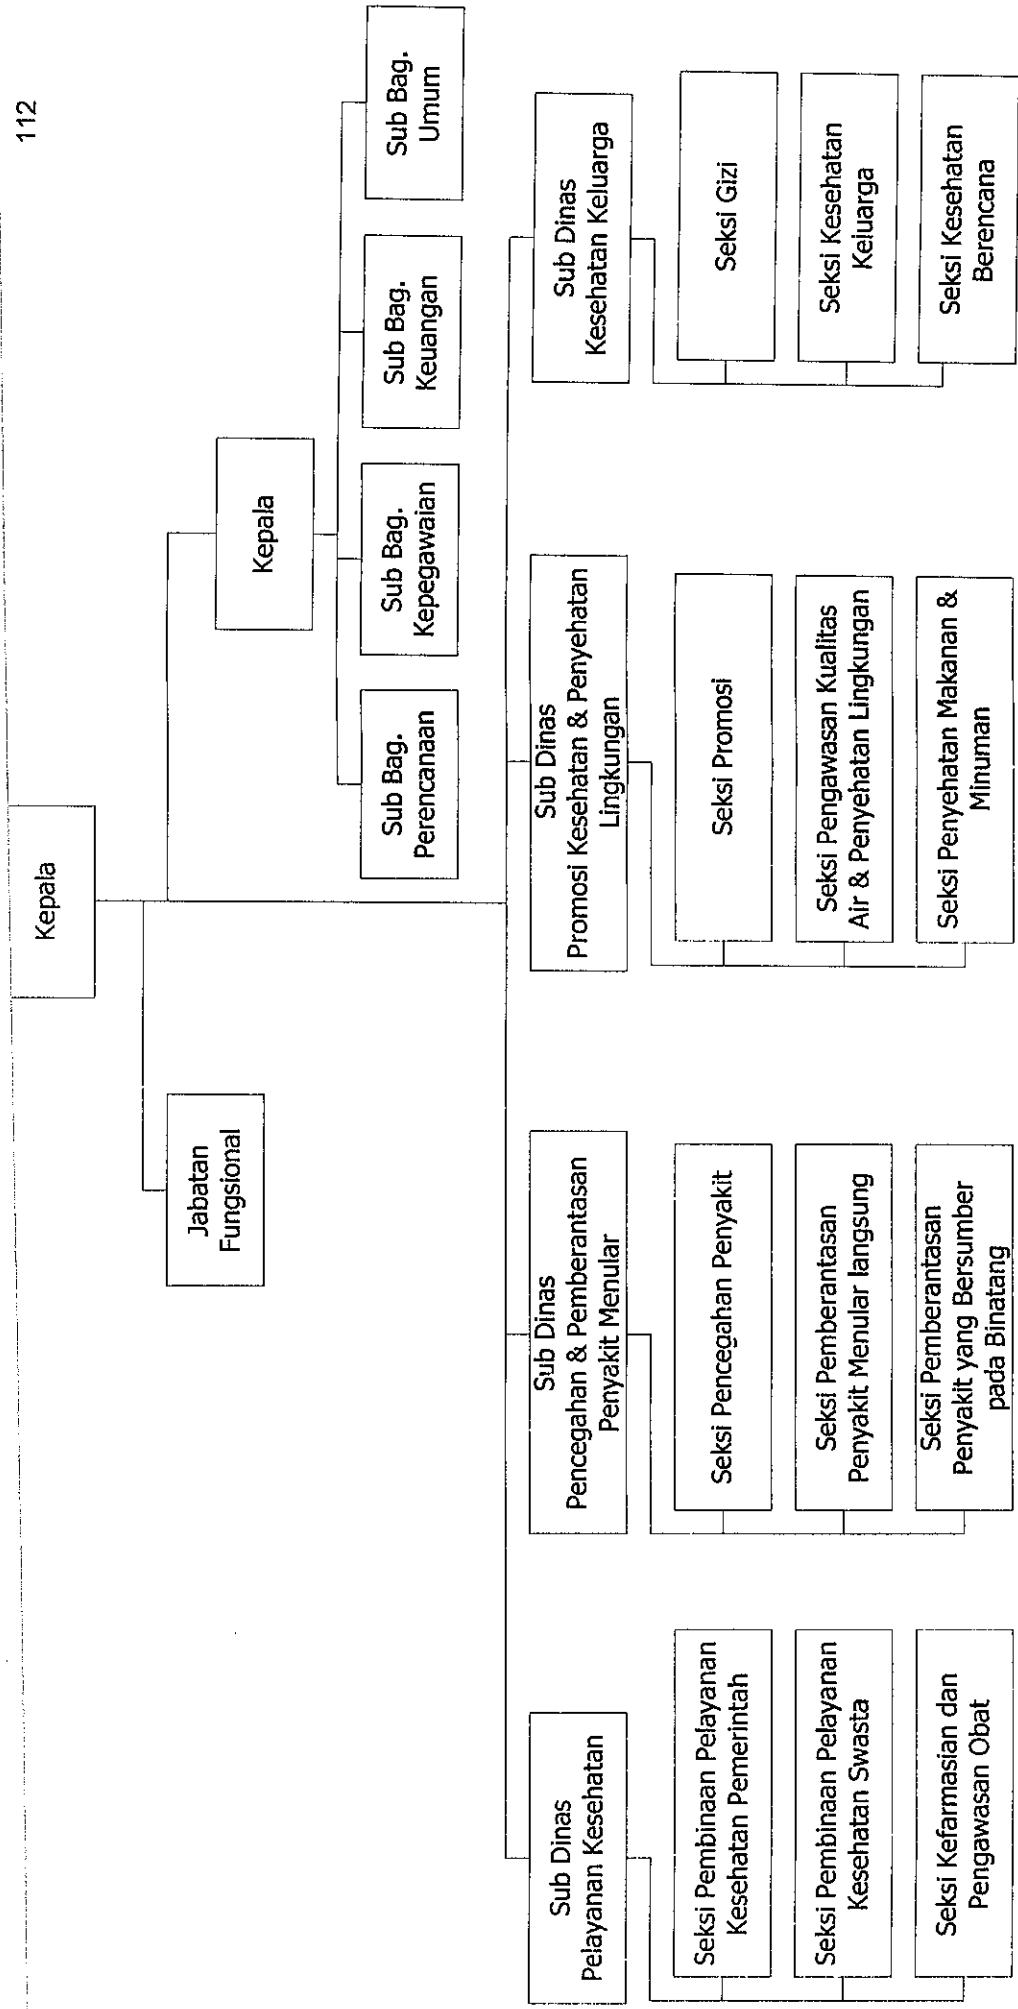 112
Kepala
Jabatan
Fungsional
Kepala
Sub Bag.
Perencanaan
Sub Bag.
Kepegawaian
Sub Bag.
Keuangan
Sub Bag.
Umum
Sub Dinas
Pelayanan Kesehatan
Seksi Pembinaan Pelayanan
Kesehatan Pemerintah
Seksi Pembinaan Pelayanan
Kesehatan Swasta
Seksi Kefarmasian dan
Pengawasan Obat
Sub Dinas
Pencegahan & Pemberantasan
Penyakit Menular
Seksi Pencegahan Penyakit
Seksi Pemberantasan
Penyakit Menular langsung
Seksi Pemberantasan
Penyakit yang Bersumber
pada Binatang
Sub Dinas
Promosi Kesehatan & Penyehatan
Lingkungan
Seksi Promosi
Seksi Pengawasan Kualitas
Air & Penyehatan Lingkungan
Seksi Penyehatan Makanan &
Minuman
Sub Dinas
Kesehatan Keluarga
Seksi Gizi
Seksi Kesehatan
Keluarga
Seksi Kesehatan
Berencana